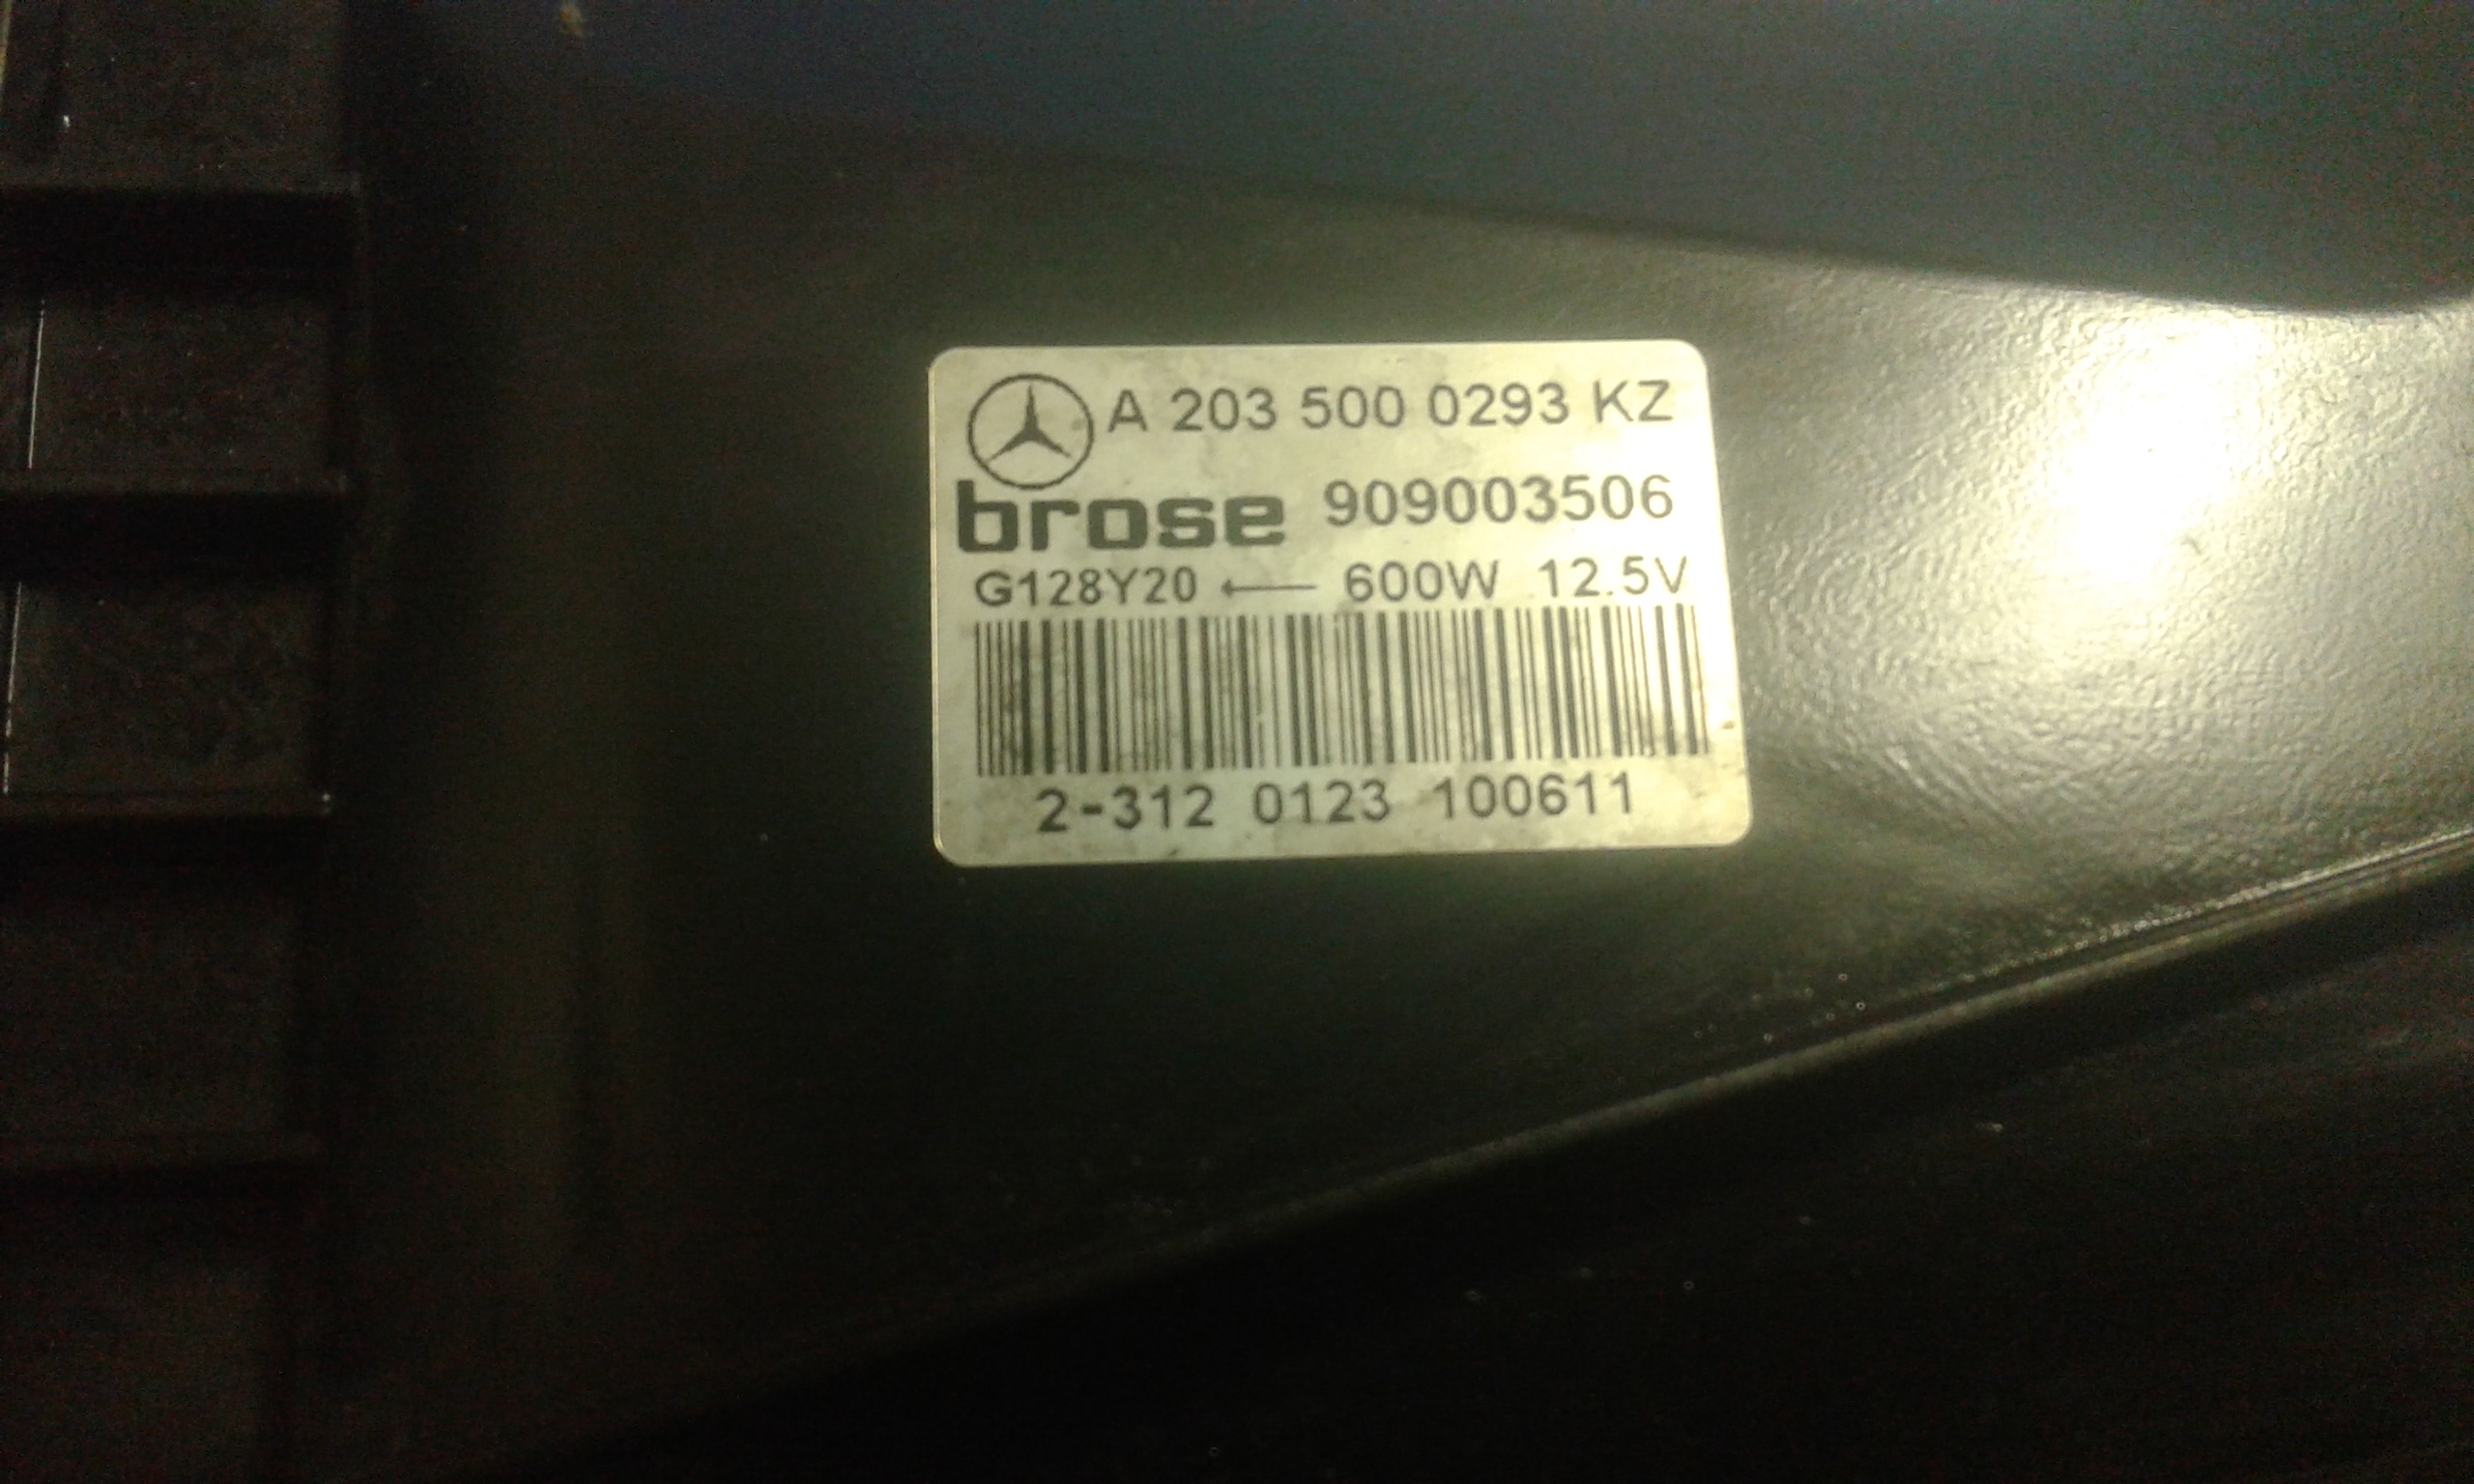 A 203 500 0293 KZ
brose 909003506
G128Y20 ← 600W 12.5V
2-312 0123 100611